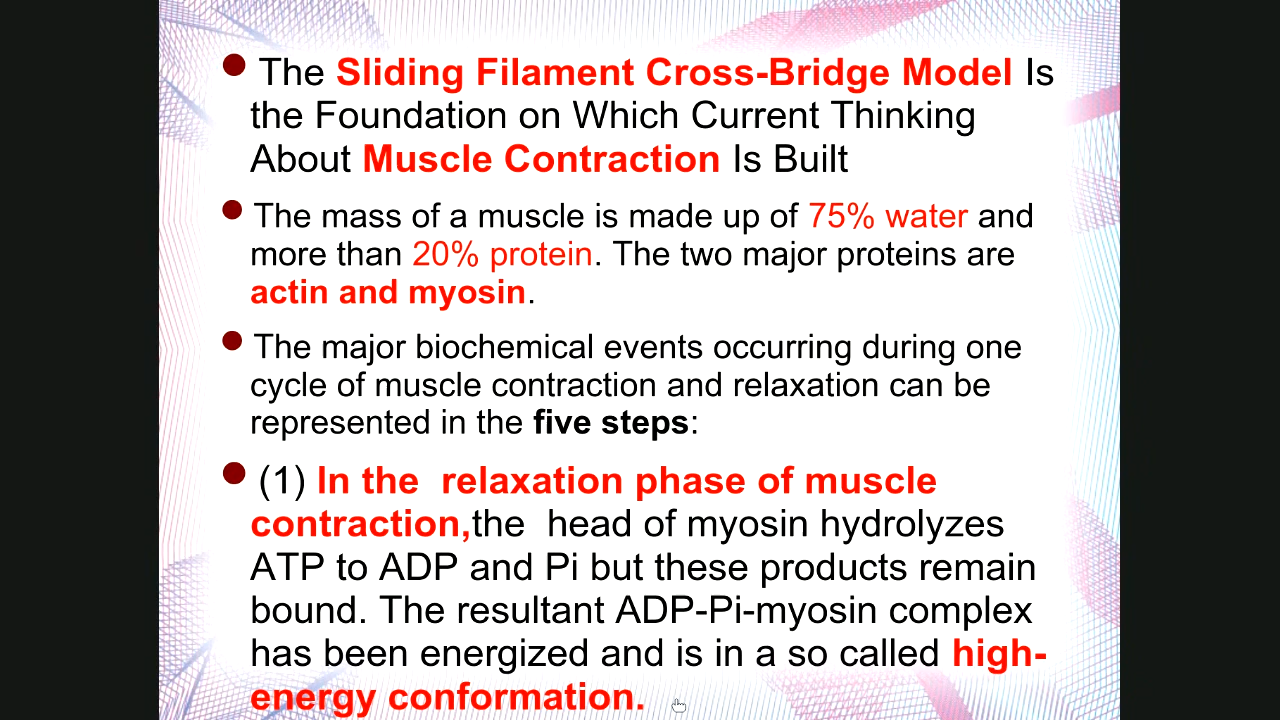 The Sliding Filament Cross-Bridge Model Is
the Foundation on Which Current Thinking
About Muscle Contraction Is Built
The mass of a muscle is made up of 75% water and
more than 20% protein. The two major proteins are
actin and myosin.
The major biochemical events occurring during one
cycle of muscle contraction and relaxation can be
represented in the five steps:
(1) In the  relaxation phase of muscle
contraction,the  head of myosin hydrolyzes
ATP to ADP and Pi but these products remain
bound. The resultant ADP-Pi-myosin complex
has been energized and is in a so called high-
energy conformation.